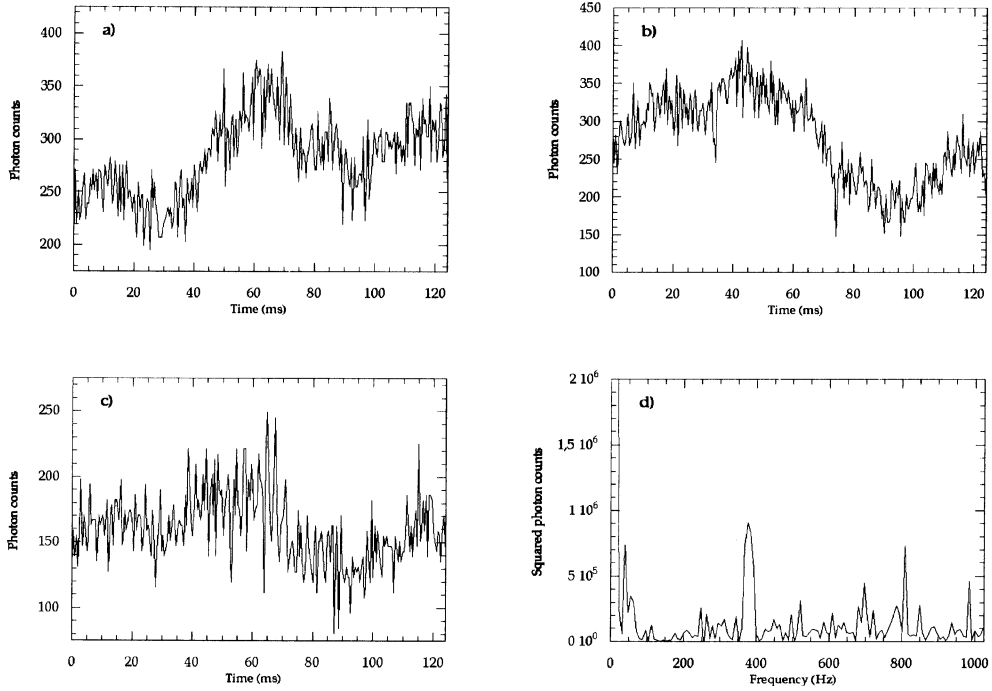 a)
400
350
300
250
200
Photon counts
0 20 40 60 80 100 120
Time (ms)
b)
450
400
350
300
250
200
150
100
Photon counts
0 20 40 60 80 100 120
Time (ms)
c)
250
200
150
100
Photon counts
0 20 40 60 80 100 120
Time (ms)
d)
2 10⁶
1,5 10⁶
1 10⁶
5 10⁵
0 10⁰
Squared photon counts
0 200 400 600 800 1000
Frequency (Hz)